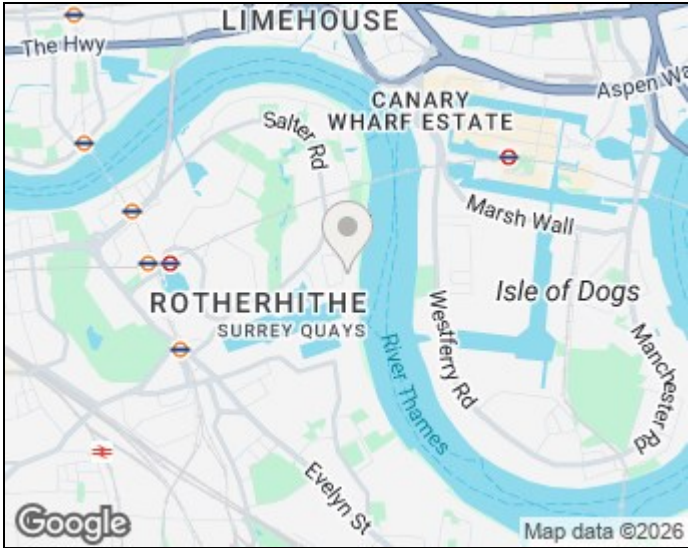 LIMEHOUSE
The Hwy
Aspen Wa
CANARY
WHARF ESTATE
Salter Rd
Marsh Wall
Isle of Dogs
ROTHERHITHE
SURREY QUAYS
Westferry Rd
River Thames
Manchester Rd
Evelyn St
Google
Map data ©2026